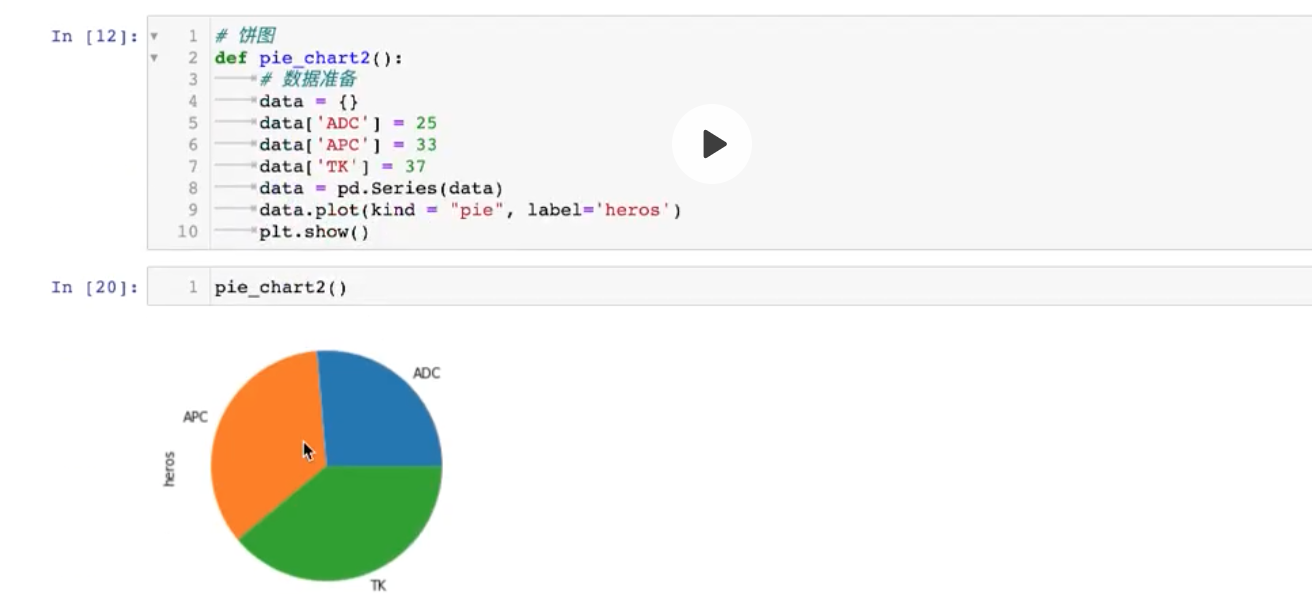 In [12]:
1 # 饼图
2 def pie_chart2():
3 # 数据准备
4 data = {}
5 data['ADC'] = 25
6 data['APC'] = 33
7 data['TK'] = 37
8 data = pd.Series(data)
9 data.plot(kind = "pie", label='heros')
10 plt.show()
In [20]:
1 pie_chart2()
ADC
APC
heros
TK